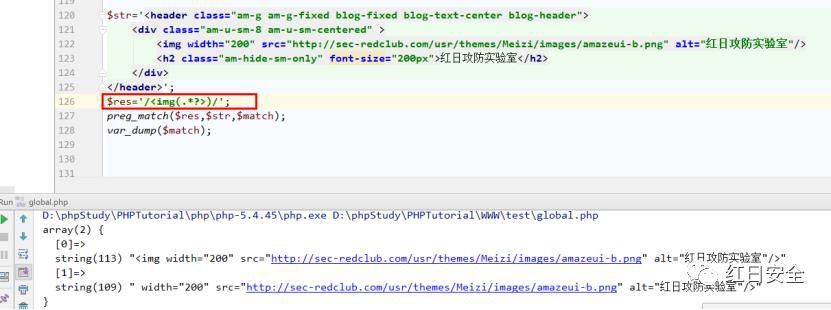 120 $str='<header class="am-g am-g-fixed blog-fixed blog-text-center blog-header">
121 <div class="am-u-sm-8 am-u-sm-centered" >
122 <img width="200" src="http://sec-redclub.com/usr/themes/Meizi/images/amazeui-b.png" alt="红日攻防实验室"/>
123 <h2 class="am-hide-sm-only" font-size="200px">红日攻防实验室</h2>
124 </div>
125 </header>';
126 $res='/<img(.*?>)/';
127 preg_match($res,$str,$match);
128 var_dump($match);
129
130
131
Run global.php
D:\phpStudy\PHPTutorial\php\php-5.4.45\php.exe D:\phpStudy\PHPTutorial\WWW\test\global.php
array(2) {
[0]=>
string(113) "<img width="200" src="http://sec-redclub.com/usr/themes/Meizi/images/amazeui-b.png" alt="红日攻防实验室"/>"
[1]=>
string(109) " width="200" src="http://sec-redclub.com/usr/themes/Meizi/images/amazeui-b.png" alt="红日攻防实验室"/>"
}
红日安全